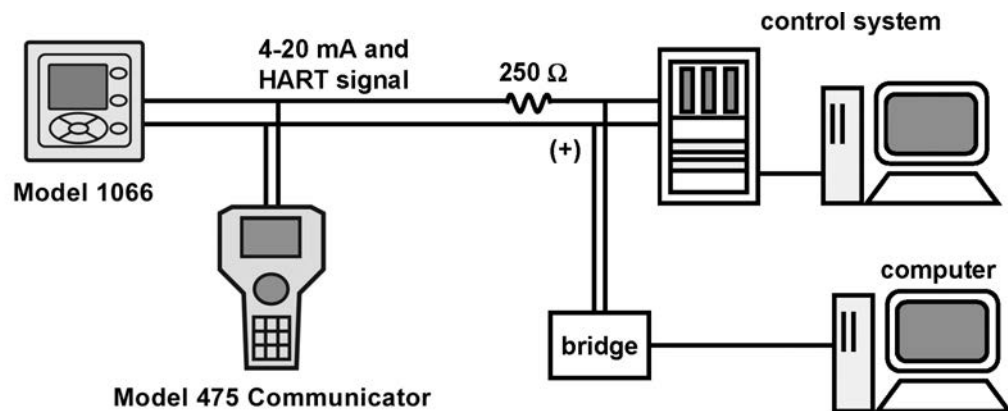 control system
4-20 mA and
HART signal
250 Ω
(+)
Model 1066
computer
bridge
Model 475 Communicator